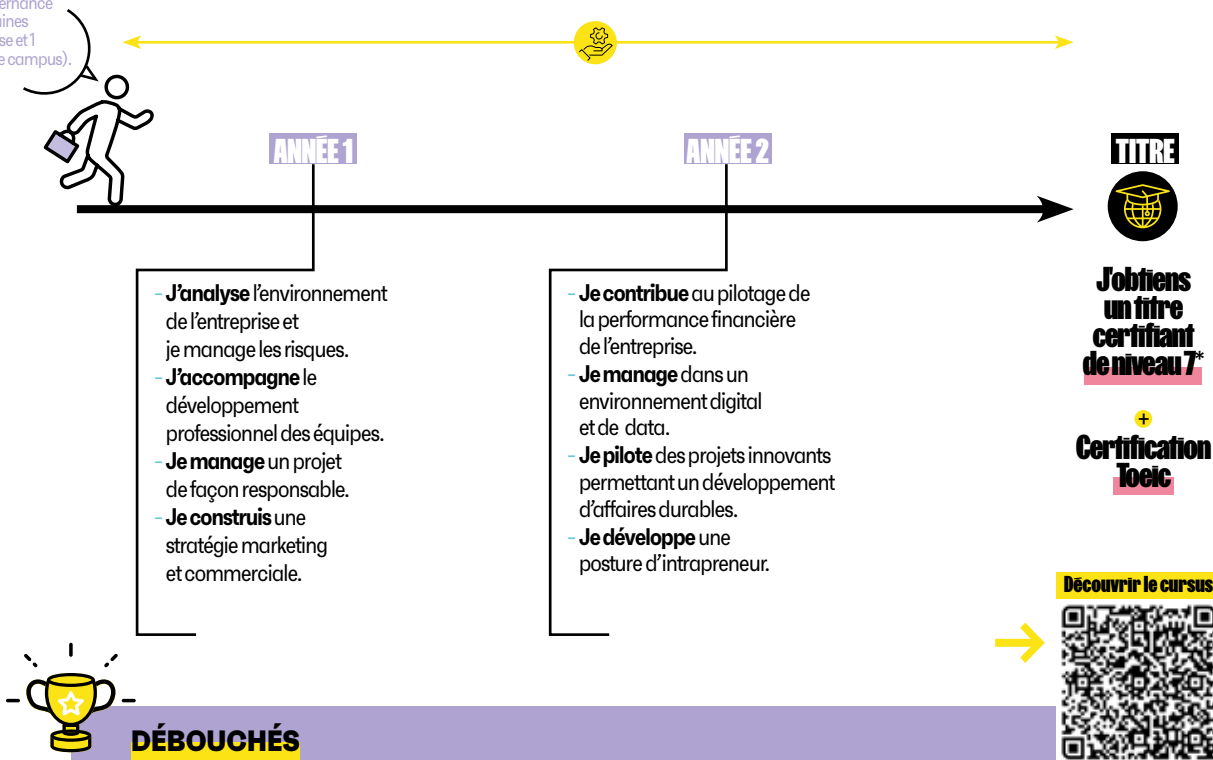 se et 1
e campus).
ANNÉE 1
ANNÉE 2
TITRE
- J'analyse l'environnement
de l'entreprise et
je manage les risques.
- J'accompagne le
développement
professionnel des équipes.
- Je manage un projet
de façon responsable.
- Je construis une
stratégie marketing
et commerciale.
- Je contribue au pilotage de
la performance financière
de l'entreprise.
- Je manage dans un
environnement digital
et de data.
- Je pilote des projets innovants
permettant un développement
d'affaires durables.
- Je développe une
posture d'intrapreneur.
J'obtiens
un titre
certifiant
de niveau 7*
+
Certification
Toeic
Découvrir le cursus
DÉBOUCHÉS